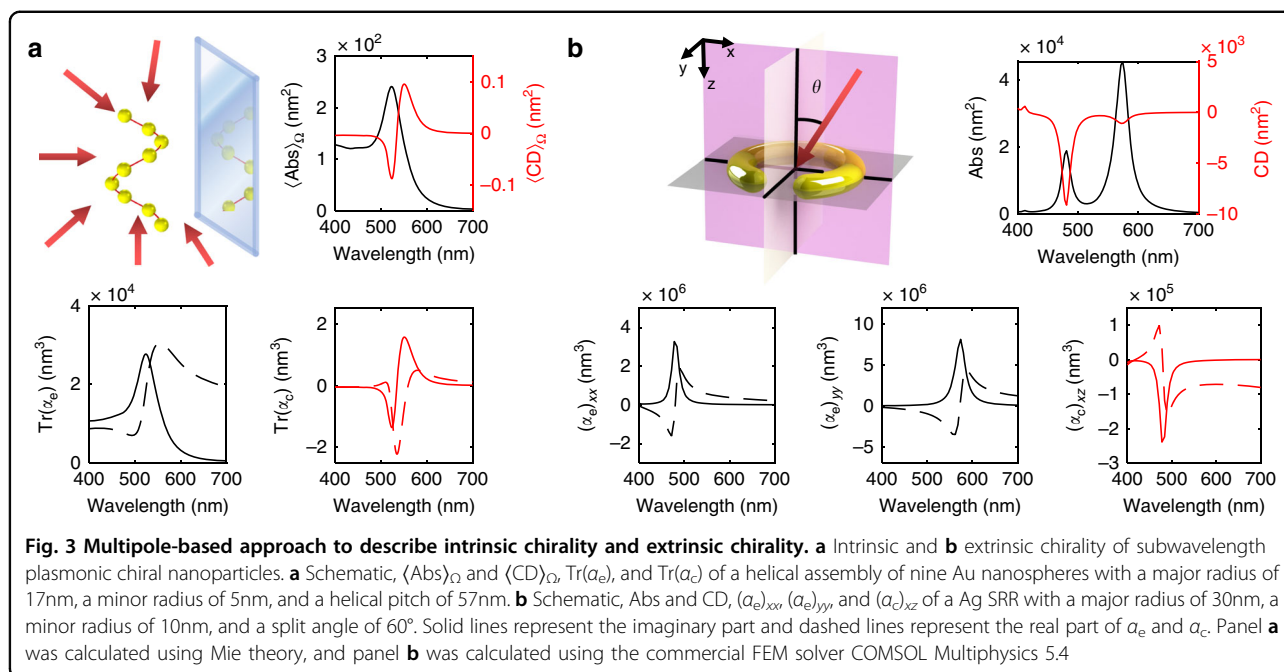 a
× 10²
3
2
1
0
400 500 600 700
0.1
0
−0.1
⟨Abs⟩Ω (nm²)
⟨CD⟩Ω (nm²)
Wavelength (nm)
b
x
y
z
θ
× 10⁴
4
2
0
400 500 600 700
× 10³
5
0
−5
−10
Abs (nm²)
CD (nm²)
Wavelength (nm)
× 10⁴
4
2
0
400 500 600 700
Tr(αe) (nm³)
Wavelength (nm)
2
0
−2
400 500 600 700
Tr(αc) (nm³)
Wavelength (nm)
× 10⁶
4
2
0
−2
400 500 600 700
(αe)xx (nm³)
Wavelength (nm)
× 10⁶
10
5
0
−5
400 500 600 700
(αe)yy (nm³)
Wavelength (nm)
× 10⁵
1
0
−1
−2
−3
400 500 600 700
(αc)xz (nm³)
Wavelength (nm)
Fig. 3 Multipole-based approach to describe intrinsic chirality and extrinsic chirality. a Intrinsic and b extrinsic chirality of subwavelength
plasmonic chiral nanoparticles. a Schematic, ⟨Abs⟩Ω and ⟨CD⟩Ω, Tr(αe), and Tr(αc) of a helical assembly of nine Au nanospheres with a major radius of
17nm, a minor radius of 5nm, and a helical pitch of 57nm. b Schematic, Abs and CD, (αe)xx, (αe)yy, and (αc)xz of a Ag SRR with a major radius of 30nm, a
minor radius of 10nm, and a split angle of 60°. Solid lines represent the imaginary part and dashed lines represent the real part of αe and αc. Panel a
was calculated using Mie theory, and panel b was calculated using the commercial FEM solver COMSOL Multiphysics 5.4